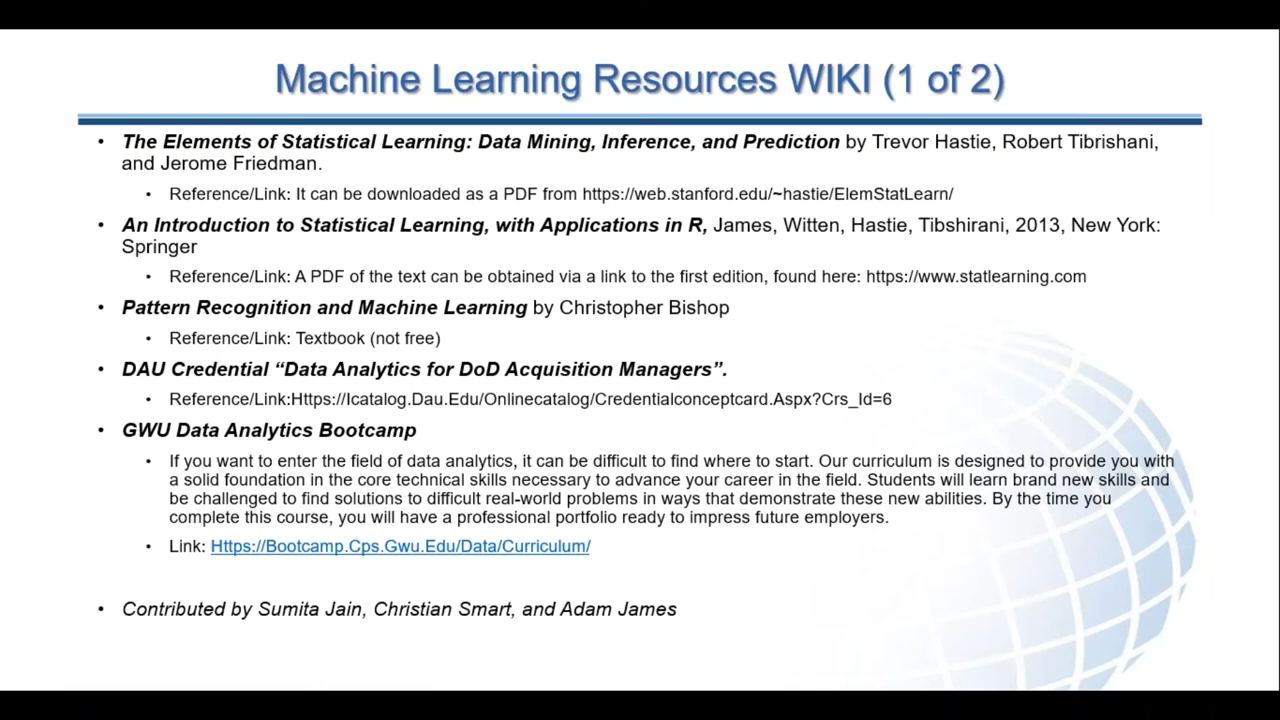 Machine Learning Resources WIKI (1 of 2)
• The Elements of Statistical Learning: Data Mining, Inference, and Prediction by Trevor Hastie, Robert Tibrishani,
and Jerome Friedman.
• Reference/Link: It can be downloaded as a PDF from https://web.stanford.edu/~hastie/ElemStatLearn/
• An Introduction to Statistical Learning, with Applications in R, James, Witten, Hastie, Tibshirani, 2013, New York:
Springer
• Reference/Link: A PDF of the text can be obtained via a link to the first edition, found here: https://www.statlearning.com
• Pattern Recognition and Machine Learning by Christopher Bishop
• Reference/Link: Textbook (not free)
• DAU Credential “Data Analytics for DoD Acquisition Managers”.
• Reference/Link:Https://Icatalog.Dau.Edu/Onlinecatalog/Credentialconceptcard.Aspx?Crs_Id=6
• GWU Data Analytics Bootcamp
• If you want to enter the field of data analytics, it can be difficult to find where to start. Our curriculum is designed to provide you with
a solid foundation in the core technical skills necessary to advance your career in the field. Students will learn brand new skills and
be challenged to find solutions to difficult real-world problems in ways that demonstrate these new abilities. By the time you
complete this course, you will have a professional portfolio ready to impress future employers.
• Link: Https://Bootcamp.Cps.Gwu.Edu/Data/Curriculum/
• Contributed by Sumita Jain, Christian Smart, and Adam James